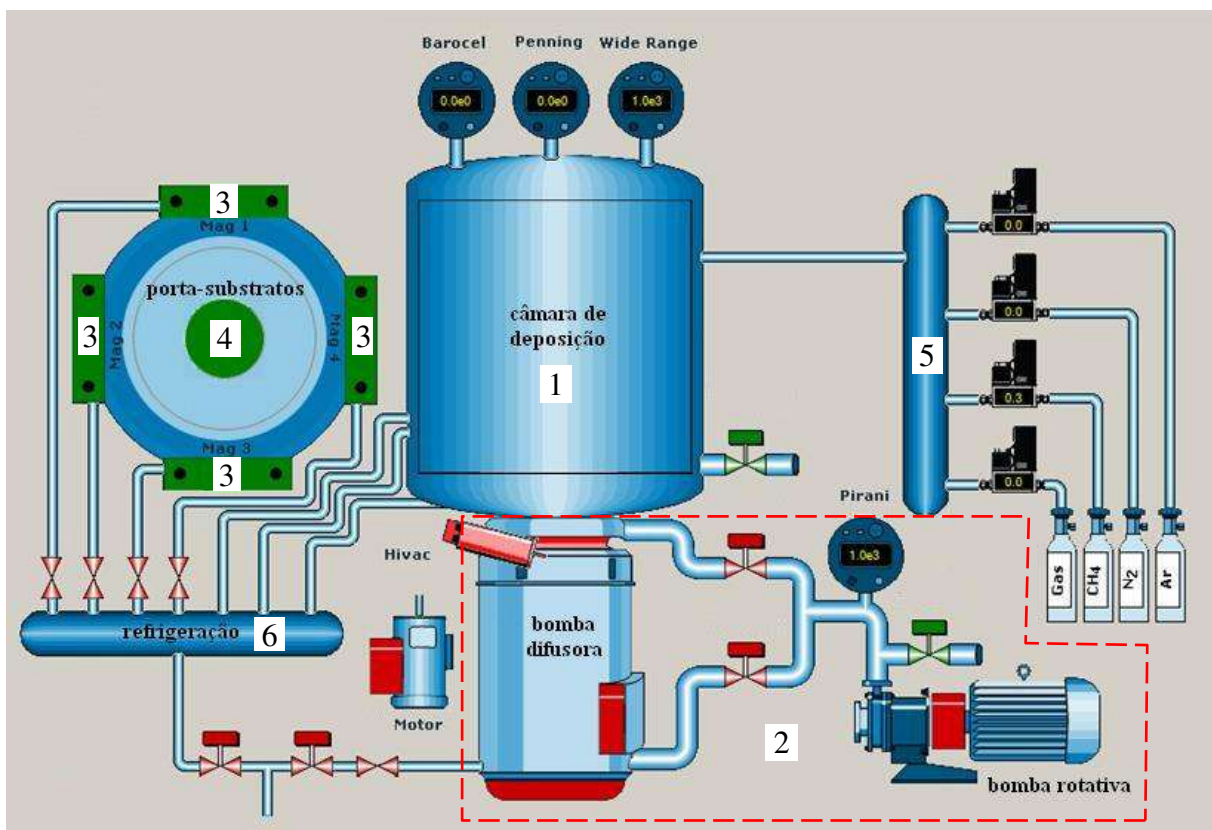 Barocel
Penning
Wide Range
0.0e0
0.0e0
1.0e3
3
Mag 1
porta-substratos
3
Mag 2
4
Mag 4
3
Mag 3
3
câmara de
deposição
1
5
0.0
0.0
0.3
0.0
Gas
CH4
N2
Ar
Pirani
1.0e3
Hivac
refrigeração
6
bomba
difusora
Motor
2
bomba rotativa